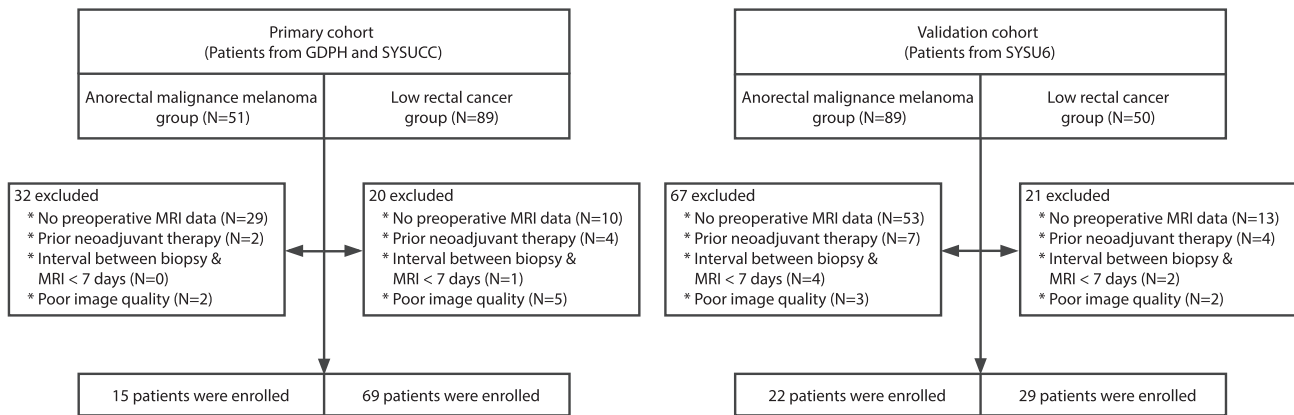 Primary cohort
(Patients from GDPH and SYSUCC)
Anorectal malignance melanoma
group (N=51)
Low rectal cancer
group (N=89)
32 excluded
* No preoperative MRI data (N=29)
* Prior neoadjuvant therapy (N=2)
* Interval between biopsy &
MRI < 7 days (N=0)
* Poor image quality (N=2)
20 excluded
* No preoperative MRI data (N=10)
* Prior neoadjuvant therapy (N=4)
* Interval between biopsy &
MRI < 7 days (N=1)
* Poor image quality (N=5)
15 patients were enrolled
69 patients were enrolled
Validation cohort
(Patients from SYSU6)
Anorectal malignance melanoma
group (N=89)
Low rectal cancer
group (N=50)
67 excluded
* No preoperative MRI data (N=53)
* Prior neoadjuvant therapy (N=7)
* Interval between biopsy &
MRI < 7 days (N=4)
* Poor image quality (N=3)
21 excluded
* No preoperative MRI data (N=13)
* Prior neoadjuvant therapy (N=4)
* Interval between biopsy &
MRI < 7 days (N=2)
* Poor image quality (N=2)
22 patients were enrolled
29 patients were enrolled